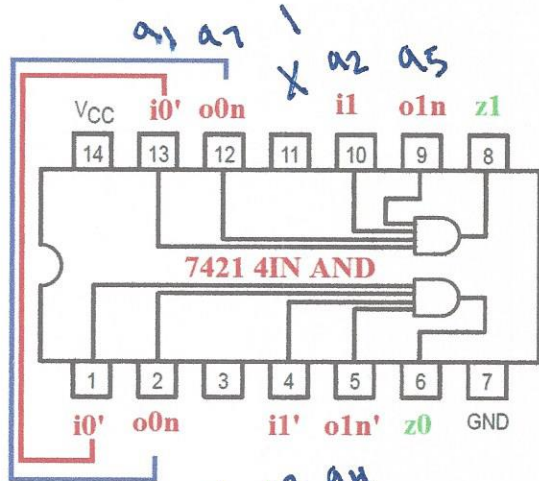 a1 a7 1
X a2 a5
i0' o0n i1 o1n z1
VCC
14 13 12 11 10 9 8
7421 4IN AND
1 2 3 4 5 6 7
i0' o0n i1' o1n' z0 GND
a4